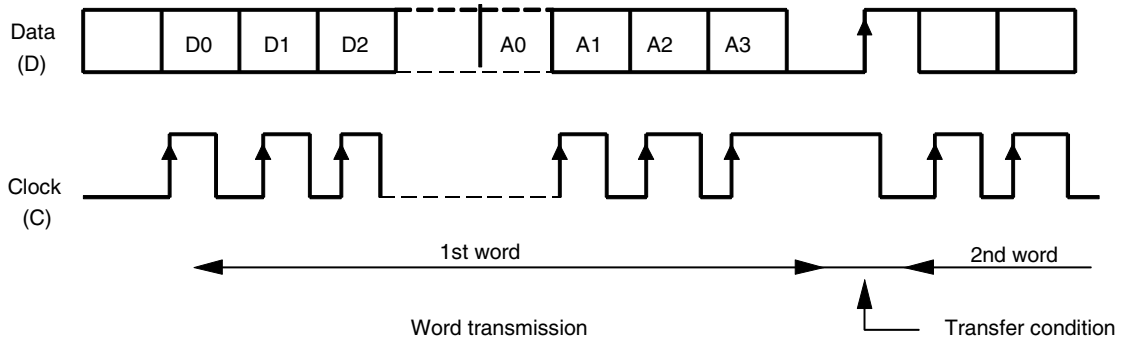 Data
(D)
D0 D1 D2 A0 A1 A2 A3
Clock
(C)
1st word 2nd word
Word transmission Transfer condition